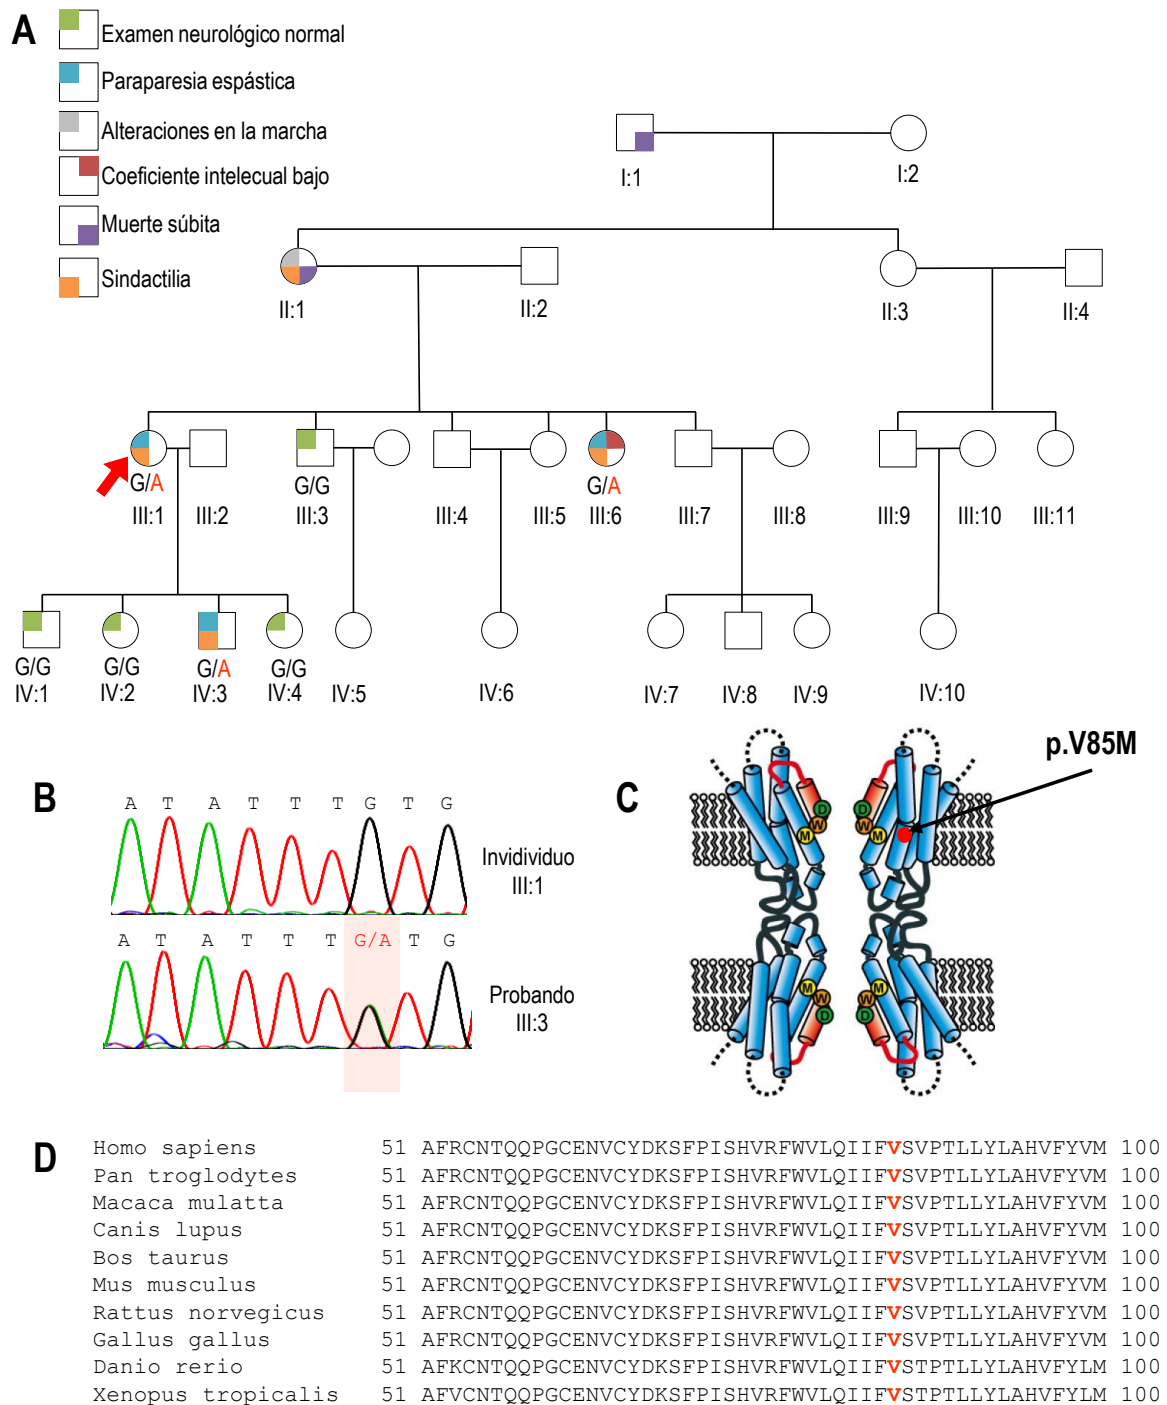 A
Examen neurológico normal
Paraparesia espástica
Alteraciones en la marcha
Coeficiente intelecual bajo
Muerte súbita
Sindactilia
I:1
I:2
II:1
II:2
II:3
II:4
G/A
G/G
G/A
III:1
III:2
III:3
III:4
III:5
III:6
III:7
III:8
III:9
III:10
III:11
G/G
G/G
G/A
G/G
IV:1
IV:2
IV:3
IV:4
IV:5
IV:6
IV:7
IV:8
IV:9
IV:10
B
A T A T T T G T G
Invidividuo
III:1
A T A T T T G/A T G
Probando
III:3
C
p.V85M
D
W
M
D
W
M
M
W
D
M
W
D
D
Homo sapiens 51 AFRCNTQQPGCENVCYDKSFPISHVRFWVLQIIFVSVPTLLYLAHVFYVM 100
Pan troglodytes 51 AFRCNTQQPGCENVCYDKSFPISHVRFWVLQIIFVSVPTLLYLAHVFYVM 100
Macaca mulatta 51 AFRCNTQQPGCENVCYDKSFPISHVRFWVLQIIFVSVPTLLYLAHVFYVM 100
Canis lupus 51 AFRCNTQQPGCENVCYDKSFPISHVRFWVLQIIFVSVPTLLYLAHVFYVM 100
Bos taurus 51 AFRCNTQQPGCENVCYDKSFPISHVRFWVLQIIFVSVPTLLYLAHVFYVM 100
Mus musculus 51 AFRCNTQQPGCENVCYDKSFPISHVRFWVLQIIFVSVPTLLYLAHVFYVM 100
Rattus norvegicus 51 AFRCNTQQPGCENVCYDKSFPISHVRFWVLQIIFVSVPTLLYLAHVFYVM 100
Gallus gallus 51 AFRCNTQQPGCENVCYDKSFPISHVRFWVLQIIFVSVPTLLYLAHVFYVM 100
Danio rerio 51 AFKCNTQQPGCENVCYDKSFPISHVRFWVLQIIFVSTPTLLYLAHVFYLM 100
Xenopus tropicalis 51 AFVCNTQQPGCENVCYDKSFPISHVRFWVLQIIFVSTPTLLYLAHVFYLM 100